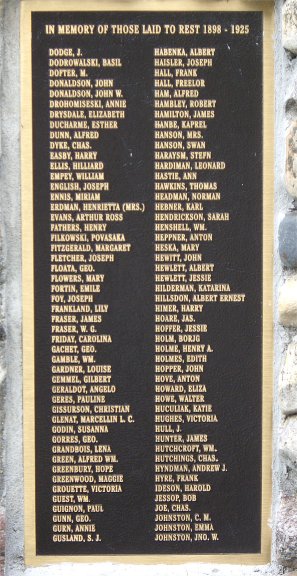 IN MEMORY OF THOSE LAID TO REST 1898 - 1925
DODGE, J.
DODROWALSKI, BASIL
DOFTER, M.
DONALDSON, JOHN
DONALDSON, JOHN W.
DROHOMISESKI, ANNIE
DRYSDALE, ELIZABETH
DUCHARME, ESTHER
DUNN, ALFRED
DYKE, CHAS.
EASBY, HARRY
ELLIS, HILLIARD
EMPEY, WILLIAM
ENGLISH, JOSEPH
ENNIS, MIRIAM
ERDMAN, HENRIETTA (MRS.)
EVANS, ARTHUR ROSS
FATHERS, HENRY
FILKOWSKI, POVASAKA
FITZGERALD, MARGARET
FLETCHER, JOSEPH
FLOATA, GEO.
FLOWERS, MARY
FORTIN, EMILE
FOY, JOSEPH
FRANKLAND, LILY
FRASER, JAMES
FRASER, W. G.
FRIDAY, CAROLINA
GACHET, GEO.
GAMBLE, WM.
GARDNER, LOUISE
GEMMEL, GILBERT
GERALDOT, ANGELO
GERES, PAULINE
GISSURSON, CHRISTIAN
GLENAT, MARCELLIN L. C.
GODIN, SUSANNA
GORRES, GEO.
GRANDBOIS, LENA
GREEN, ALFRED WM.
GREENBURY, HOPE
GREENWOOD, MAGGIE
GROUETTE, VICTORIA
GUEST, WM.
GUIGNON, PAUL
GUNN, GEO.
GURN, ANNIE
GUSLAND, S. J.
HABENKA, ALBERT
HAISLER, JOSEPH
HALL, FRANK
HALL, FREELOR
HAM, ALFRED
HAMBLEY, ROBERT
HAMILTON, JAMES
HANBE, KAPREL
HANSON, MRS.
HANSON, SWAN
HARAYSM, STEFN
HARDIMAN, LEONARD
HASTIE, ANN
HAWKINS, THOMAS
HEADMAN, NORMAN
HEBNER, KARL
HENDRICKSON, SARAH
HENSHELL, WM.
HEPPNER, ANTON
HESKA, MARY
HEWITT, JOHN
HEWLETT, ALBERT
HEWLETT, JESSIE
HILDERMAN, KATARINA
HILLSDON, ALBERT ERNEST
HIMER, HARRY
HOARE, JAS.
HOFFER, JESSIE
HOLM, BORJG
HOLME, HENRY A.
HOLMES, EDITH
HOPPER, JOHN
HOVE, ANTON
HOWARD, ELIZA
HOWE, WALTER
HUCULIAK, KATIE
HUGHES, VICTORIA
HULL, J.
HUNTER, JAMES
HUTCHCROFT, WM.
HUTCHINGS, CHAS.
HYNDMAN, ANDREW J.
HYRE, FRANK
IDESON, HAROLD
JESSOP, BOB
JOE, CHAS.
JOHNSTON, C. M.
JOHNSTON, EMMA
JOHNSTON, JNO. W.